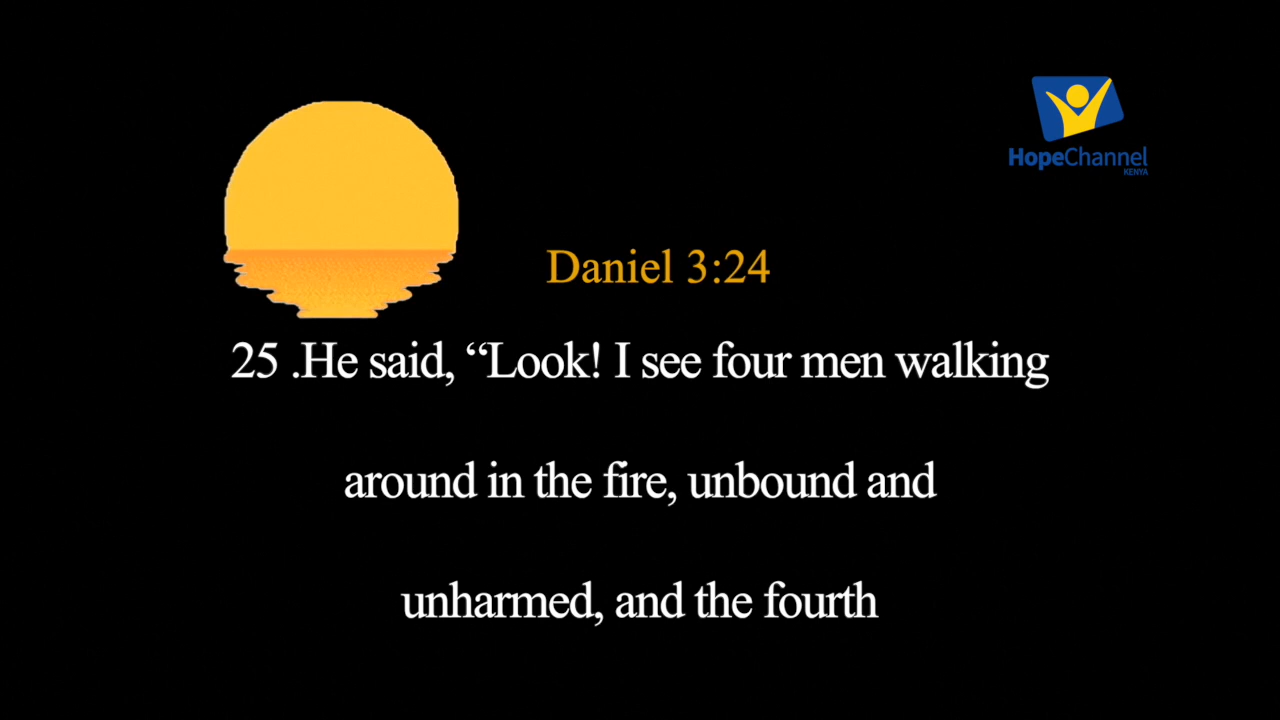 HopeChannel
KENYA
Daniel 3:24
25 .He said, “Look! I see four men walking
around in the fire, unbound and
unharmed, and the fourth